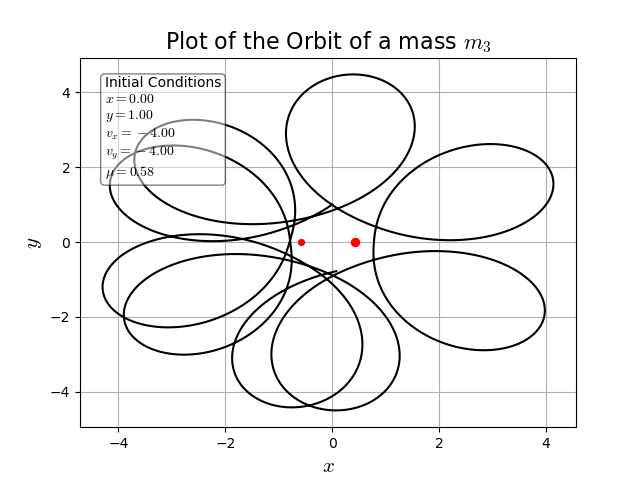 Plot of the Orbit of a mass m₃
Initial Conditions
x = 0.00
y = 1.00
vₓ = −4.00
v_y = −4.00
μ = 0.58
y
4
2
0
−2
−4
−4 −2 0 2 4
x